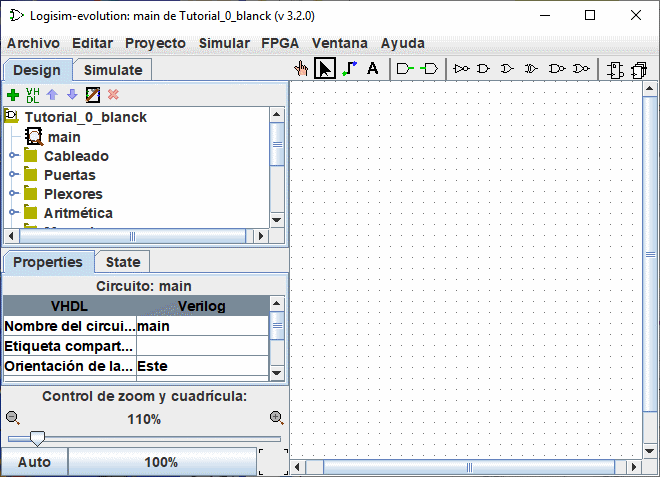 Logisim-evolution: main de Tutorial_0_blanck (v 3.2.0)
Archivo Editar Proyecto Simular FPGA Ventana Ayuda
Design Simulate
A
VH
DL
Tutorial_0_blanck
main
Cableado
Puertas
Plexores
Aritmética
Properties State
Circuito: main
VHDL Verilog
Nombre del circui... main
Etiqueta compart...
Orientación de la... Este
Control de zoom y cuadrícula:
110%
Auto 100%